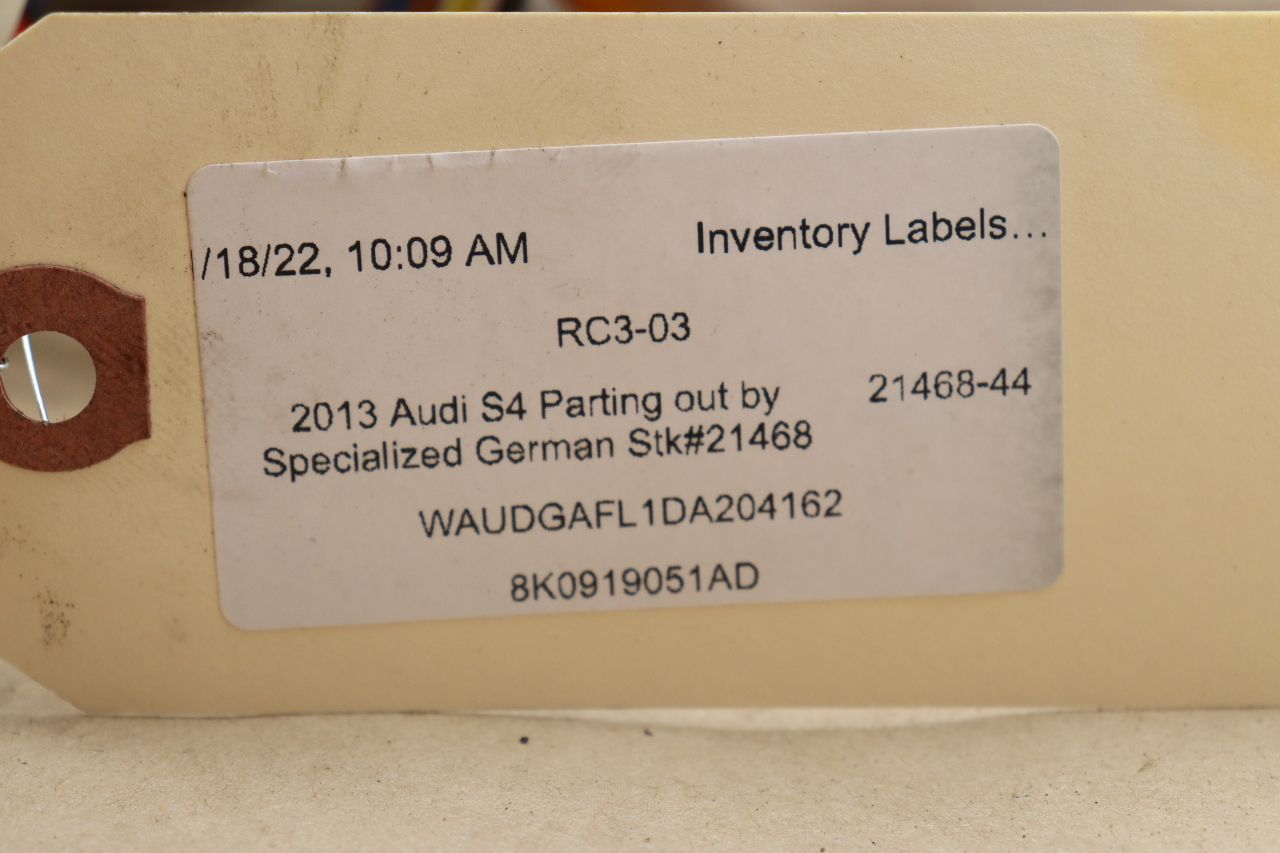 /18/22, 10:09 AM Inventory Labels...
RC3-03
2013 Audi S4 Parting out by 21468-44
Specialized German Stk#21468
WAUDGAFL1DA204162
8K0919051AD